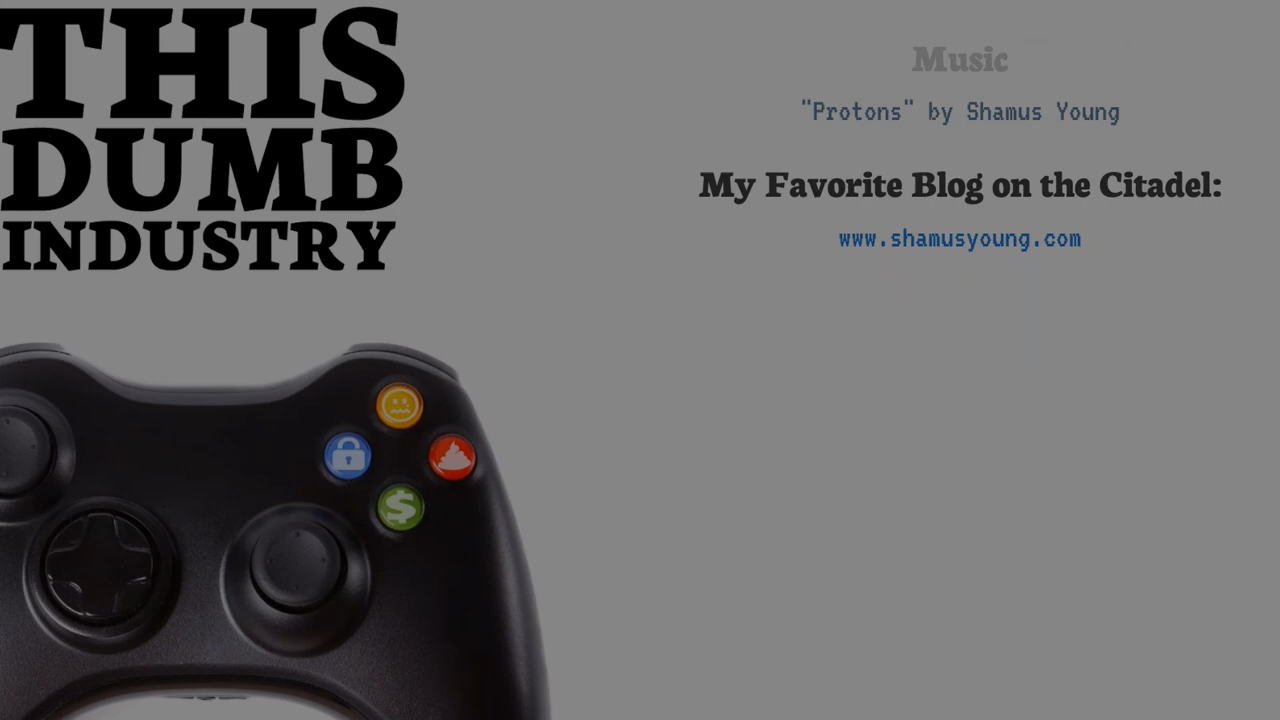 THIS
DUMB
INDUSTRY
Music
"Protons" by Shamus Young
My Favorite Blog on the Citadel:
www.shamusyoung.com
$